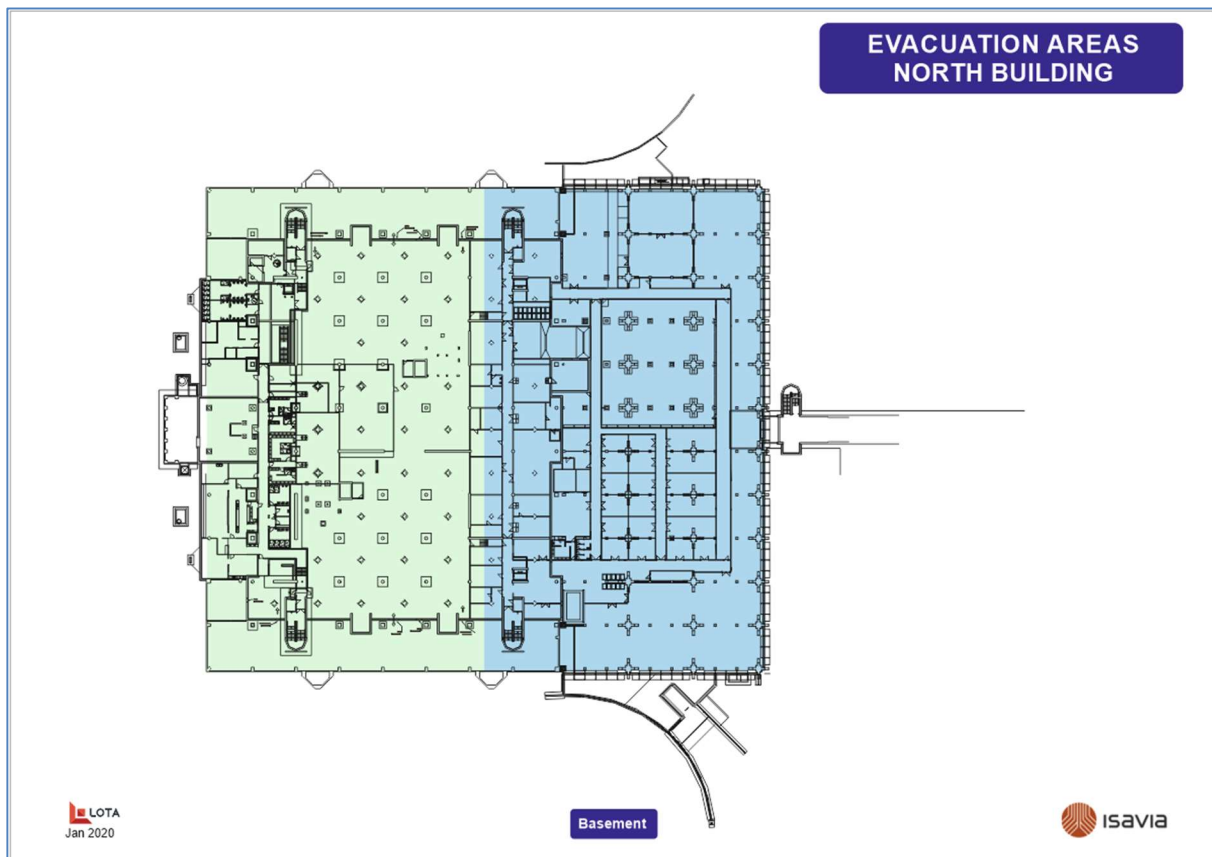 EVACUATION AREAS
NORTH BUILDING
LOTA
Jan 2020
Basement
ISAVIA